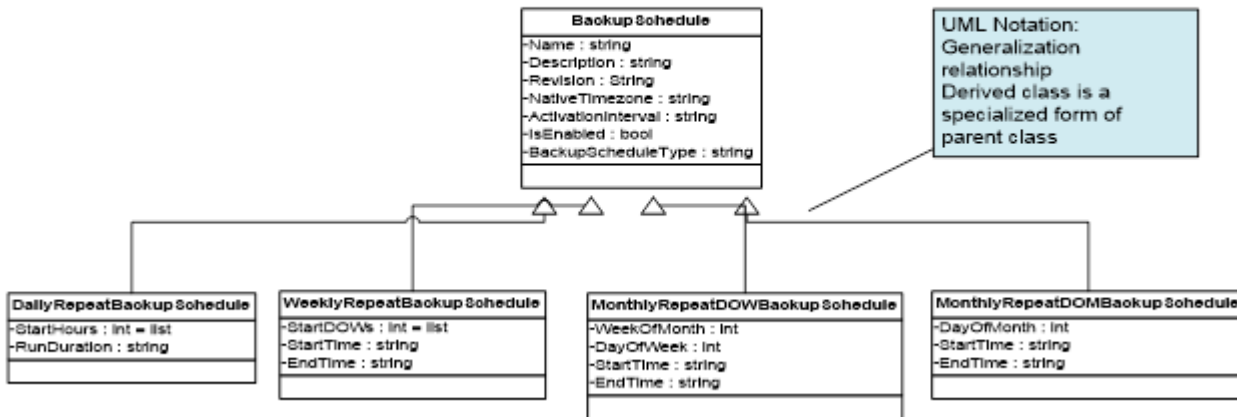 BackupSchedule
-Name : string
-Description : string
-Revision : String
-NativeTimezone : string
-ActivationInterval : string
-IsEnabled : bool
-BackupScheduleType : string
UML Notation:
Generalization
relationship
Derived class is a
specialized form of
parent class
DailyRepeatBackupSchedule
-StartHours : int = list
-RunDuration : string
WeeklyRepeatBackupSchedule
-StartDOWs : int = list
-StartTime : string
-EndTime : string
MonthlyRepeatDOWBackupSchedule
-WeekOfMonth : int
-DayOfWeek : int
-StartTime : string
-EndTime : string
MonthlyRepeatDOMBackupSchedule
-DayOfMonth : int
-StartTime : string
-EndTime : string